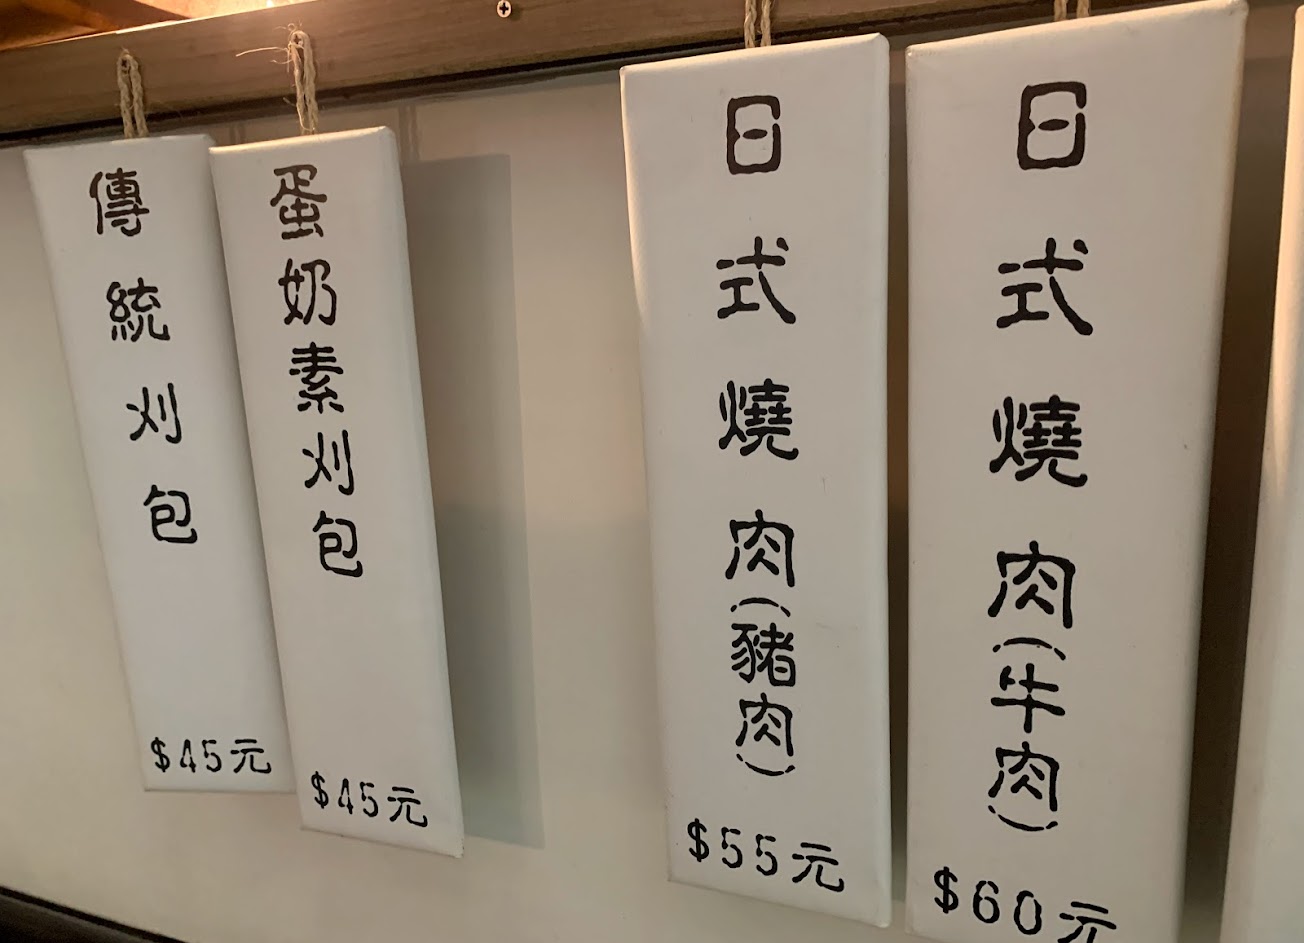 傳統刈包
$45元
蛋奶素刈包
$45元
日式燒肉(豬肉)
$55元
日式燒肉(牛肉)
$60元